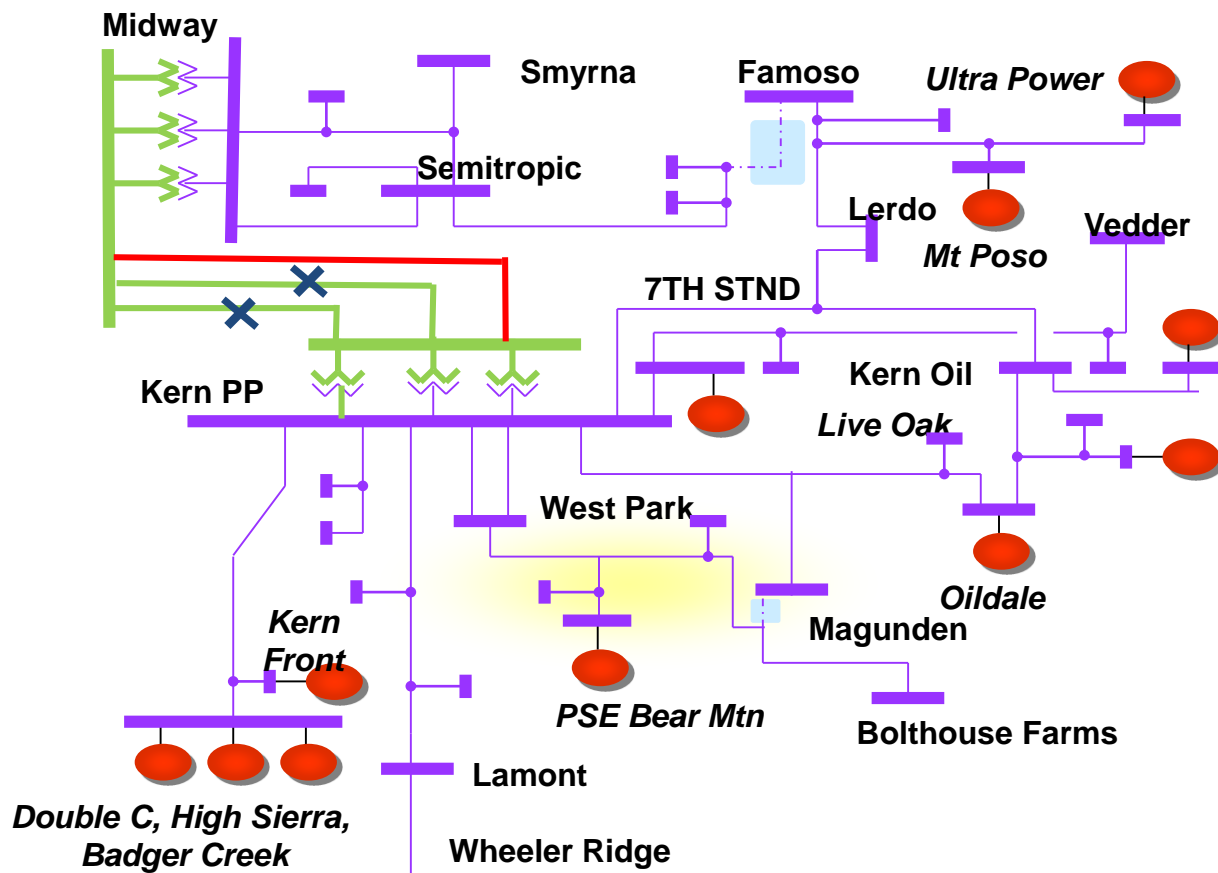 Midway
Smyrna
Famoso
Ultra Power
Semitropic
Lerdo
Vedder
Mt Poso
7TH STND
Kern PP
Kern Oil
Live Oak
West Park
Oildale
Kern
Front
Magunden
PSE Bear Mtn
Bolthouse Farms
Lamont
Double C, High Sierra,
Badger Creek
Wheeler Ridge